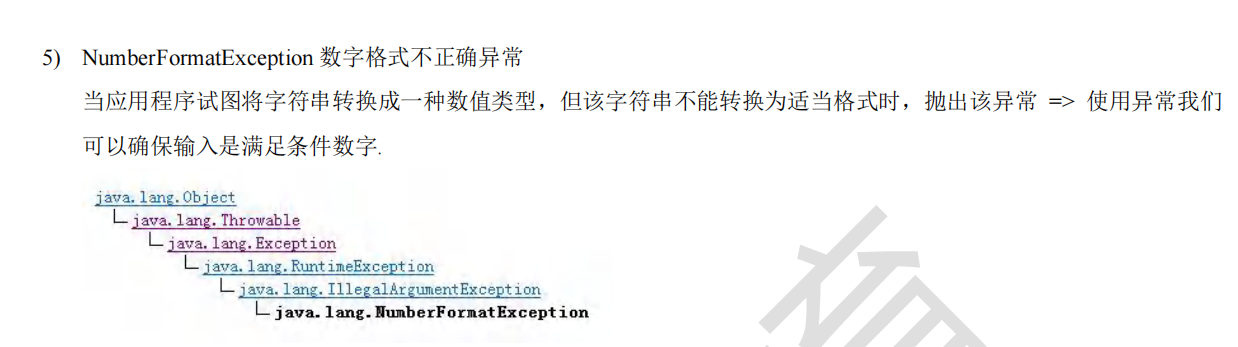 5) NumberFormatException 数字格式不正确异常
当应用程序试图将字符串转换成一种数值类型，但该字符串不能转换为适当格式时，抛出该异常 => 使用异常我们
可以确保输入是满足条件数字.
java.lang.Object
java.lang.Throwable
java.lang.Exception
java.lang.RuntimeException
java.lang.IllegalArgumentException
java.lang.NumberFormatException